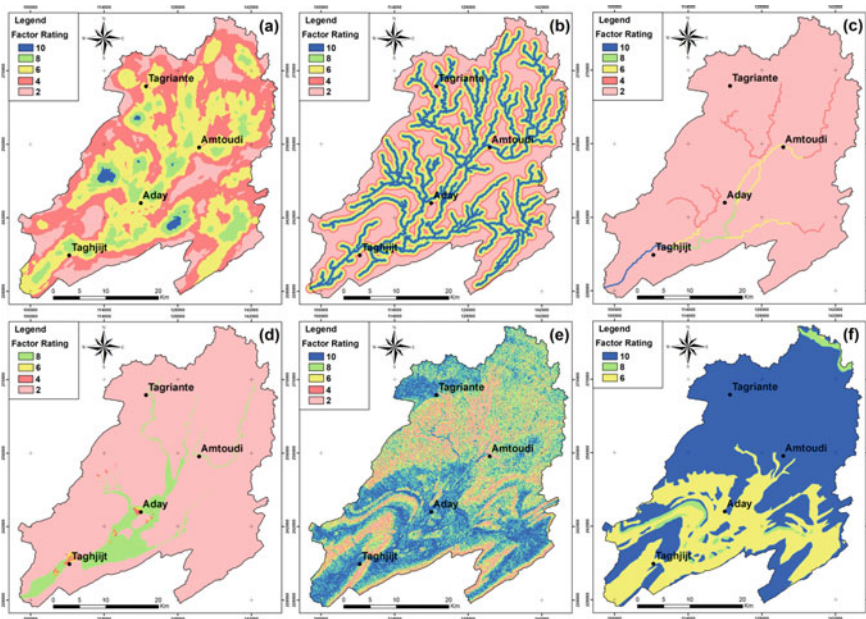 Legend
Factor Rating
10
8
6
4
2
(a)
Tagriante
Amtoudi
Aday
Taghjijt
0 5 10 20
Km
Legend
Factor Rating
10
8
6
4
2
(b)
Tagriante
Amtoudi
Aday
Taghjijt
0 5 10 20
Km
Legend
Factor Rating
10
8
6
4
2
(c)
Tagriante
Amtoudi
Aday
Taghjijt
0 5 10 20
Km
Legend
Factor Rating
8
6
4
2
(d)
Tagriante
Amtoudi
Aday
Taghjijt
0 5 10 20
Km
Legend
Factor Rating
10
8
6
4
2
(e)
Tagriante
Amtoudi
Aday
Taghjijt
0 5 10 20
Km
Legend
Factor Rating
10
8
6
(f)
Tagriante
Amtoudi
Aday
Taghjijt
0 5 10 20
Km